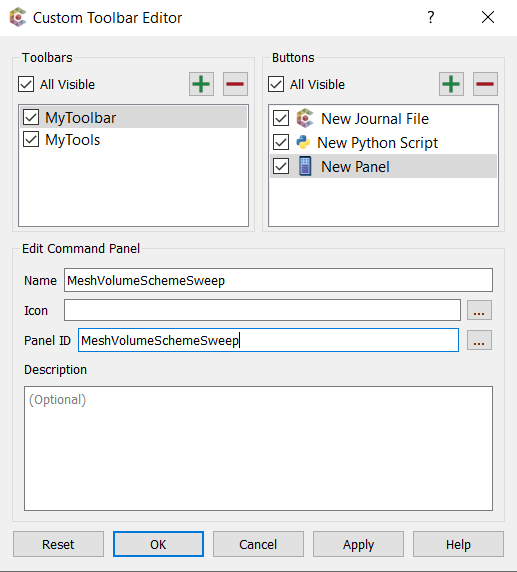 Custom Toolbar Editor
?
Toolbars
All Visible
MyToolbar
MyTools
Buttons
All Visible
New Journal File
New Python Script
New Panel
Edit Command Panel
Name MeshVolumeSchemeSweep
Icon ...
Panel ID MeshVolumeSchemeSweep ...
Description
(Optional)
Reset OK Cancel Apply Help